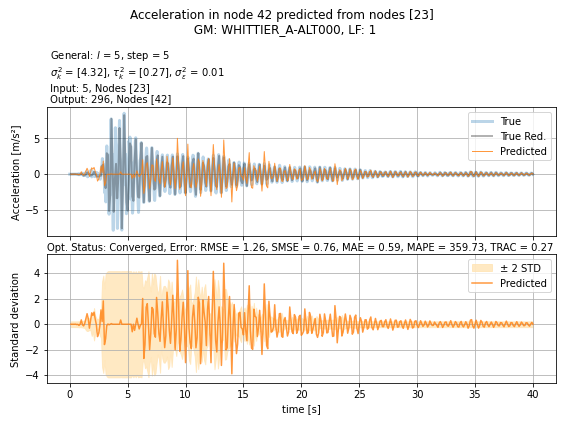 Acceleration in node 42 predicted from nodes [23]
GM: WHITTIER_A-ALT000, LF: 1
General: l = 5, step = 5
σ²ₖ = [4.32], τ²ₖ = [0.27], σ²ε = 0.01
Input: 5, Nodes [23]
Output: 296, Nodes [42]
Acceleration [m/s²]
5
0
−5
True
True Red.
Predicted
Opt. Status: Converged, Error: RMSE = 1.26, SMSE = 0.76, MAE = 0.59, MAPE = 359.73, TRAC = 0.27
Standard deviation
4
2
0
−2
−4
± 2 STD
Predicted
0 5 10 15 20 25 30 35 40
time [s]